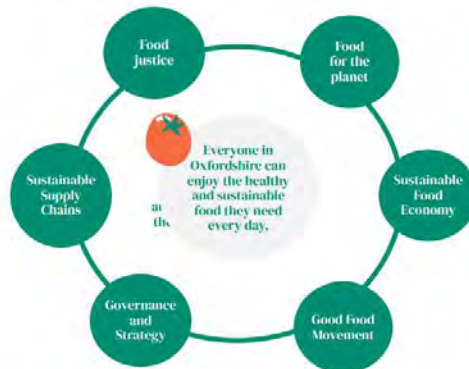 Food
justice
Food
for the
planet
Everyone in
Oxfordshire can
enjoy the healthy
and sustainable
food they need
every day,
Sustainable
Supply
Chains
Sustainable
Food
Economy
Governance
and
Strategy
Good Food
Movement